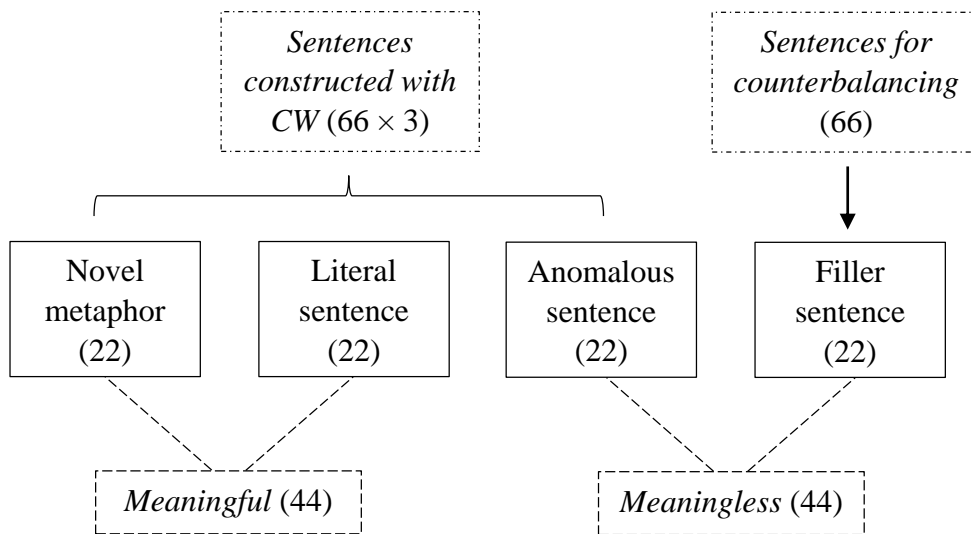 Sentences
constructed with
CW (66 × 3)
Sentences for
counterbalancing
(66)
Novel
metaphor
(22)
Literal
sentence
(22)
Anomalous
sentence
(22)
Filler
sentence
(22)
Meaningful (44)
Meaningless (44)